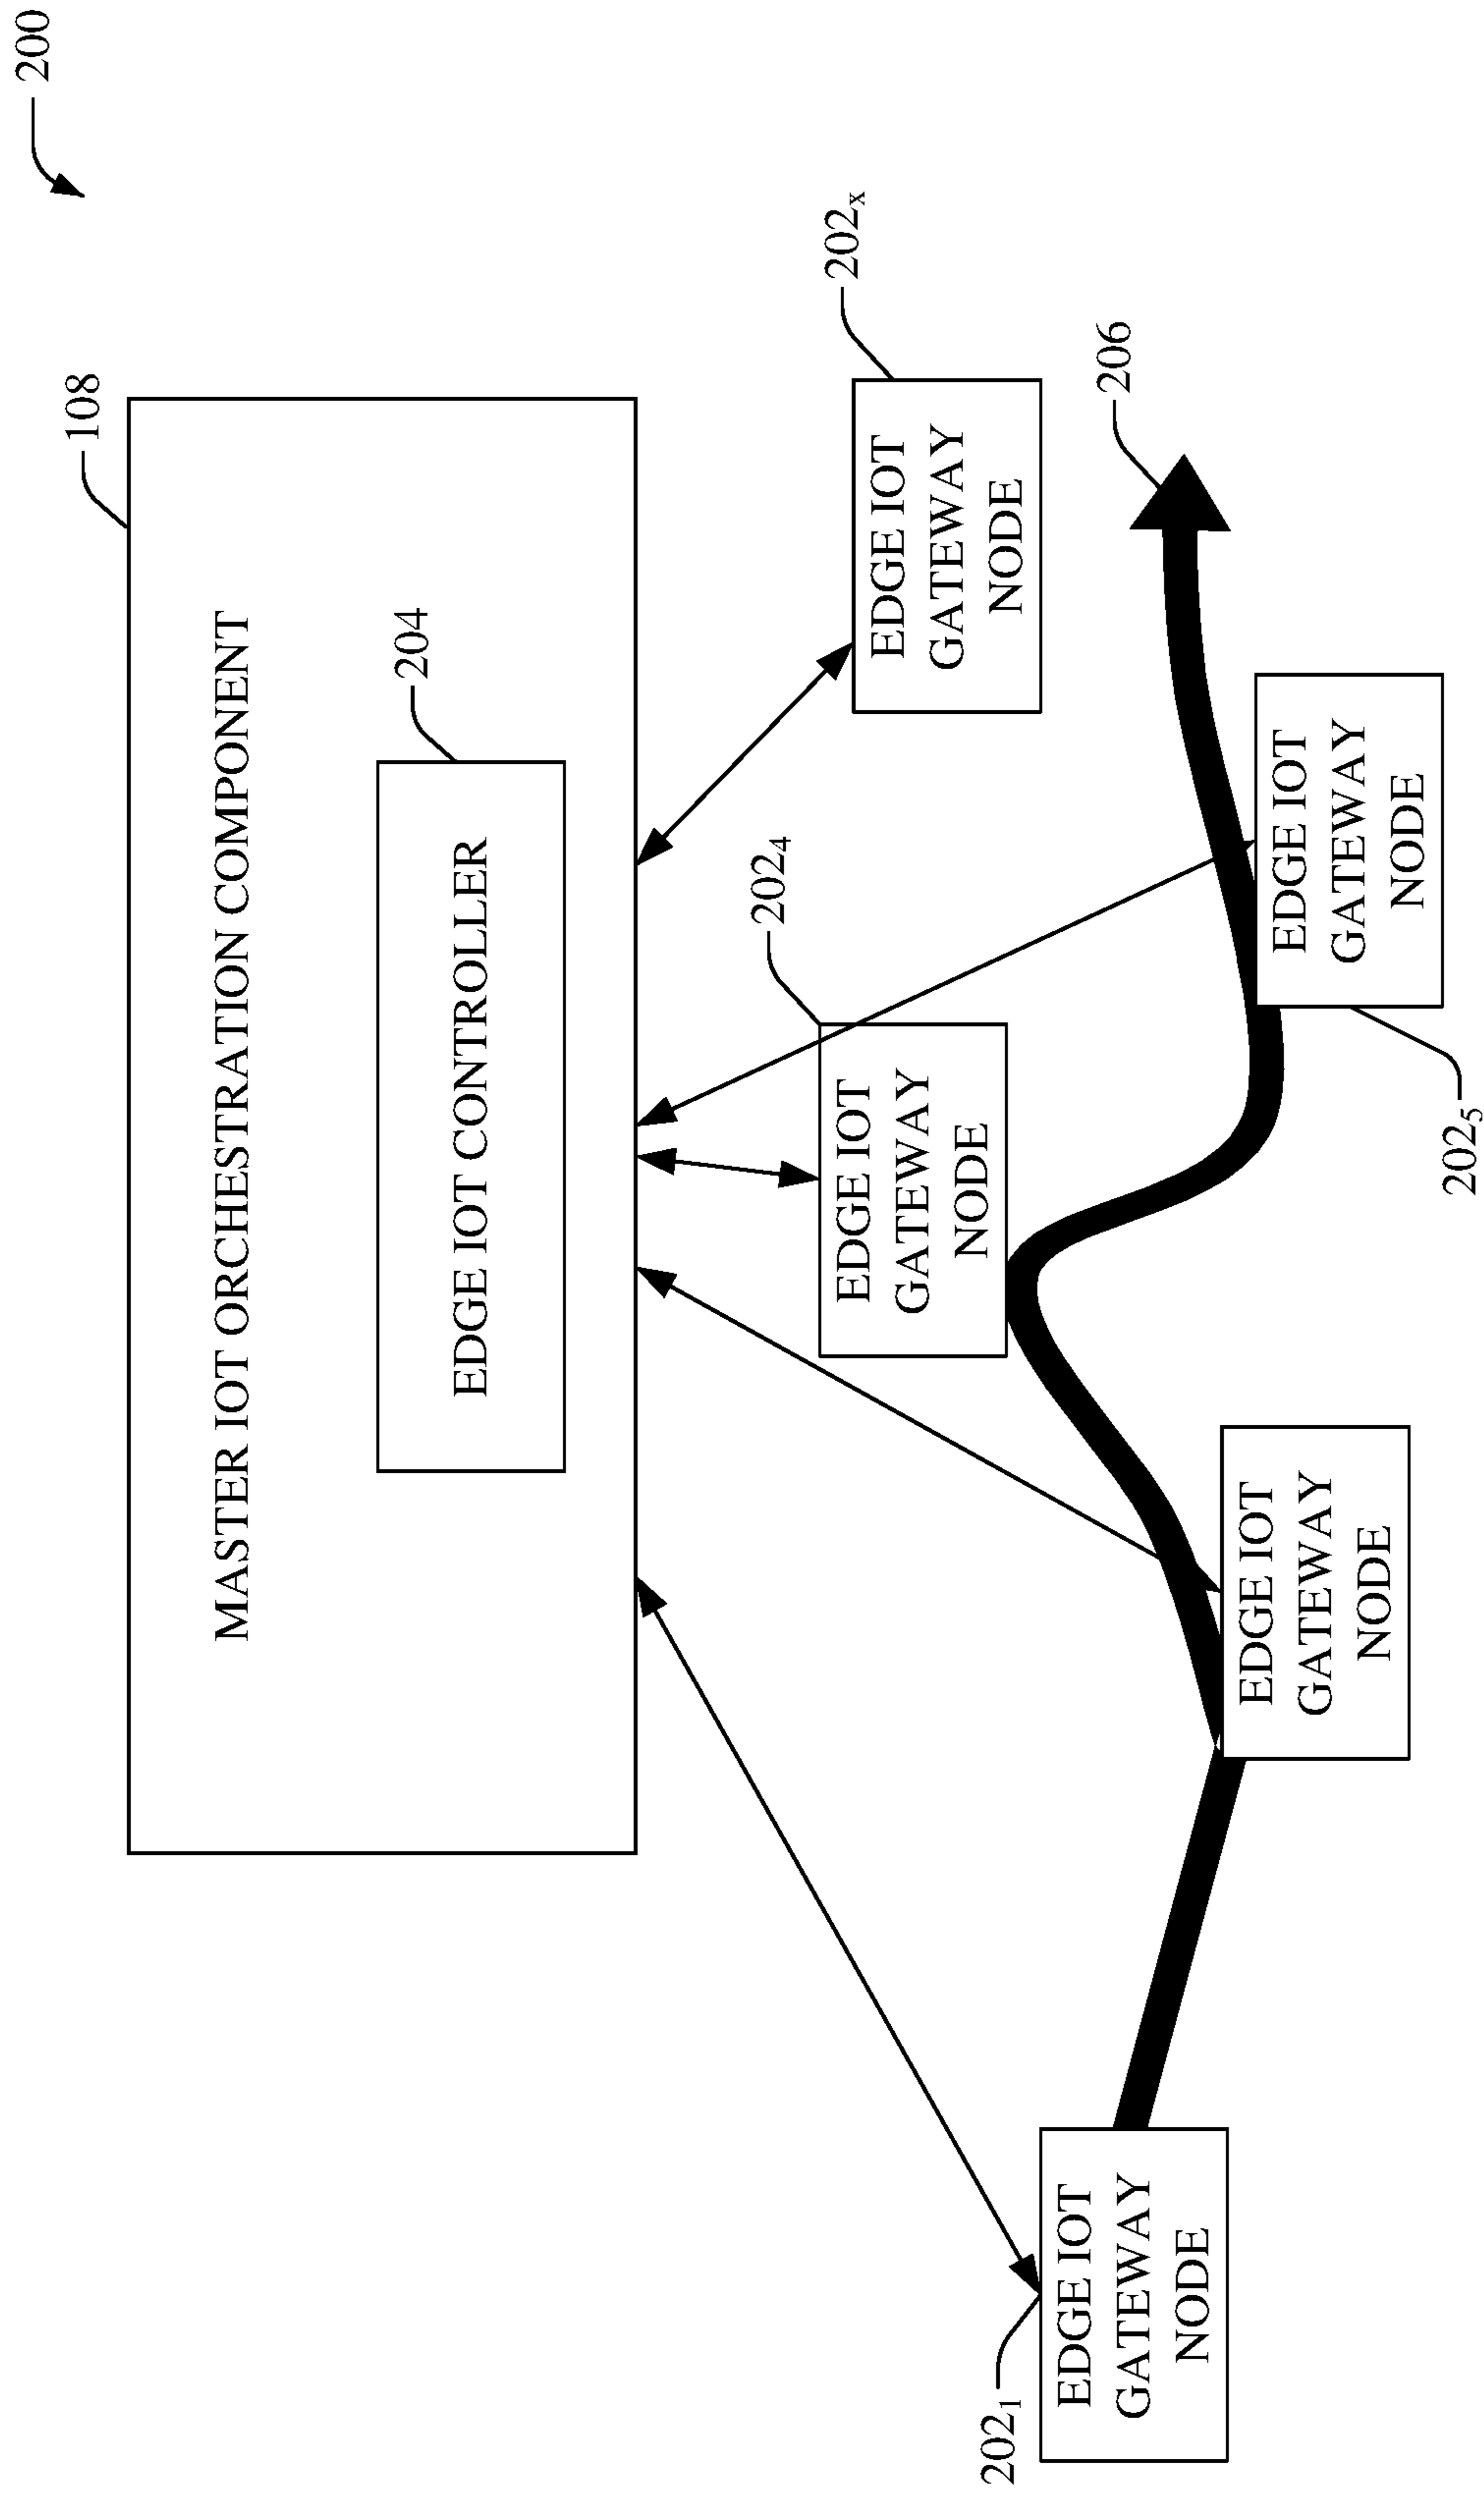 200
108
MASTER IOT ORCHESTRATION COMPONENT
204
EDGE IOT CONTROLLER
202₄
202ₓ
EDGE IOT
GATEWAY
NODE
EDGE IOT
GATEWAY
NODE
206
202₁
EDGE IOT
GATEWAY
NODE
EDGE IOT
GATEWAY
NODE
EDGE IOT
GATEWAY
NODE
202₅